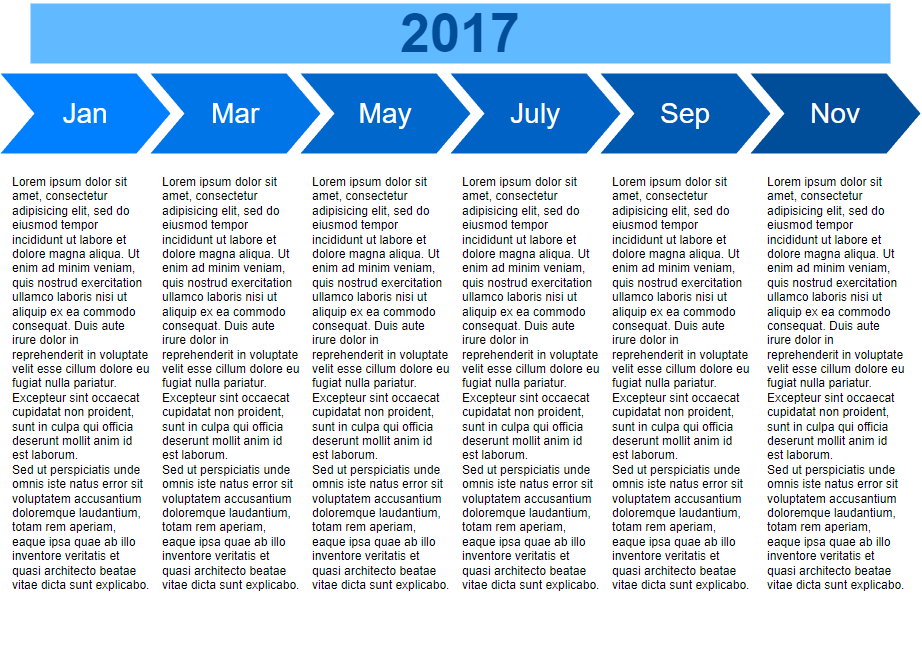 2017
Jan
Mar
May
July
Sep
Nov
Lorem ipsum dolor sit
amet, consectetur
adipisicing elit, sed do
eiusmod tempor
incididunt ut labore et
dolore magna aliqua. Ut
enim ad minim veniam,
quis nostrud exercitation
ullamco laboris nisi ut
aliquip ex ea commodo
consequat. Duis aute
irure dolor in
reprehenderit in voluptate
velit esse cillum dolore eu
fugiat nulla pariatur.
Excepteur sint occaecat
cupidatat non proident,
sunt in culpa qui officia
deserunt mollit anim id
est laborum.
Sed ut perspiciatis unde
omnis iste natus error sit
voluptatem accusantium
doloremque laudantium,
totam rem aperiam,
eaque ipsa quae ab illo
inventore veritatis et
quasi architecto beatae
vitae dicta sunt explicabo.
Lorem ipsum dolor sit
amet, consectetur
adipisicing elit, sed do
eiusmod tempor
incididunt ut labore et
dolore magna aliqua. Ut
enim ad minim veniam,
quis nostrud exercitation
ullamco laboris nisi ut
aliquip ex ea commodo
consequat. Duis aute
irure dolor in
reprehenderit in voluptate
velit esse cillum dolore eu
fugiat nulla pariatur.
Excepteur sint occaecat
cupidatat non proident,
sunt in culpa qui officia
deserunt mollit anim id
est laborum.
Sed ut perspiciatis unde
omnis iste natus error sit
voluptatem accusantium
doloremque laudantium,
totam rem aperiam,
eaque ipsa quae ab illo
inventore veritatis et
quasi architecto beatae
vitae dicta sunt explicabo.
Lorem ipsum dolor sit
amet, consectetur
adipisicing elit, sed do
eiusmod tempor
incididunt ut labore et
dolore magna aliqua. Ut
enim ad minim veniam,
quis nostrud exercitation
ullamco laboris nisi ut
aliquip ex ea commodo
consequat. Duis aute
irure dolor in
reprehenderit in voluptate
velit esse cillum dolore eu
fugiat nulla pariatur.
Excepteur sint occaecat
cupidatat non proident,
sunt in culpa qui officia
deserunt mollit anim id
est laborum.
Sed ut perspiciatis unde
omnis iste natus error sit
voluptatem accusantium
doloremque laudantium,
totam rem aperiam,
eaque ipsa quae ab illo
inventore veritatis et
quasi architecto beatae
vitae dicta sunt explicabo.
Lorem ipsum dolor sit
amet, consectetur
adipisicing elit, sed do
eiusmod tempor
incididunt ut labore et
dolore magna aliqua. Ut
enim ad minim veniam,
quis nostrud exercitation
ullamco laboris nisi ut
aliquip ex ea commodo
consequat. Duis aute
irure dolor in
reprehenderit in voluptate
velit esse cillum dolore eu
fugiat nulla pariatur.
Excepteur sint occaecat
cupidatat non proident,
sunt in culpa qui officia
deserunt mollit anim id
est laborum.
Sed ut perspiciatis unde
omnis iste natus error sit
voluptatem accusantium
doloremque laudantium,
totam rem aperiam,
eaque ipsa quae ab illo
inventore veritatis et
quasi architecto beatae
vitae dicta sunt explicabo.
Lorem ipsum dolor sit
amet, consectetur
adipisicing elit, sed do
eiusmod tempor
incididunt ut labore et
dolore magna aliqua. Ut
enim ad minim veniam,
quis nostrud exercitation
ullamco laboris nisi ut
aliquip ex ea commodo
consequat. Duis aute
irure dolor in
reprehenderit in voluptate
velit esse cillum dolore eu
fugiat nulla pariatur.
Excepteur sint occaecat
cupidatat non proident,
sunt in culpa qui officia
deserunt mollit anim id
est laborum.
Sed ut perspiciatis unde
omnis iste natus error sit
voluptatem accusantium
doloremque laudantium,
totam rem aperiam,
eaque ipsa quae ab illo
inventore veritatis et
quasi architecto beatae
vitae dicta sunt explicabo.
Lorem ipsum dolor sit
amet, consectetur
adipisicing elit, sed do
eiusmod tempor
incididunt ut labore et
dolore magna aliqua. Ut
enim ad minim veniam,
quis nostrud exercitation
ullamco laboris nisi ut
aliquip ex ea commodo
consequat. Duis aute
irure dolor in
reprehenderit in voluptate
velit esse cillum dolore eu
fugiat nulla pariatur.
Excepteur sint occaecat
cupidatat non proident,
sunt in culpa qui officia
deserunt mollit anim id
est laborum.
Sed ut perspiciatis unde
omnis iste natus error sit
voluptatem accusantium
doloremque laudantium,
totam rem aperiam,
eaque ipsa quae ab illo
inventore veritatis et
quasi architecto beatae
vitae dicta sunt explicabo.